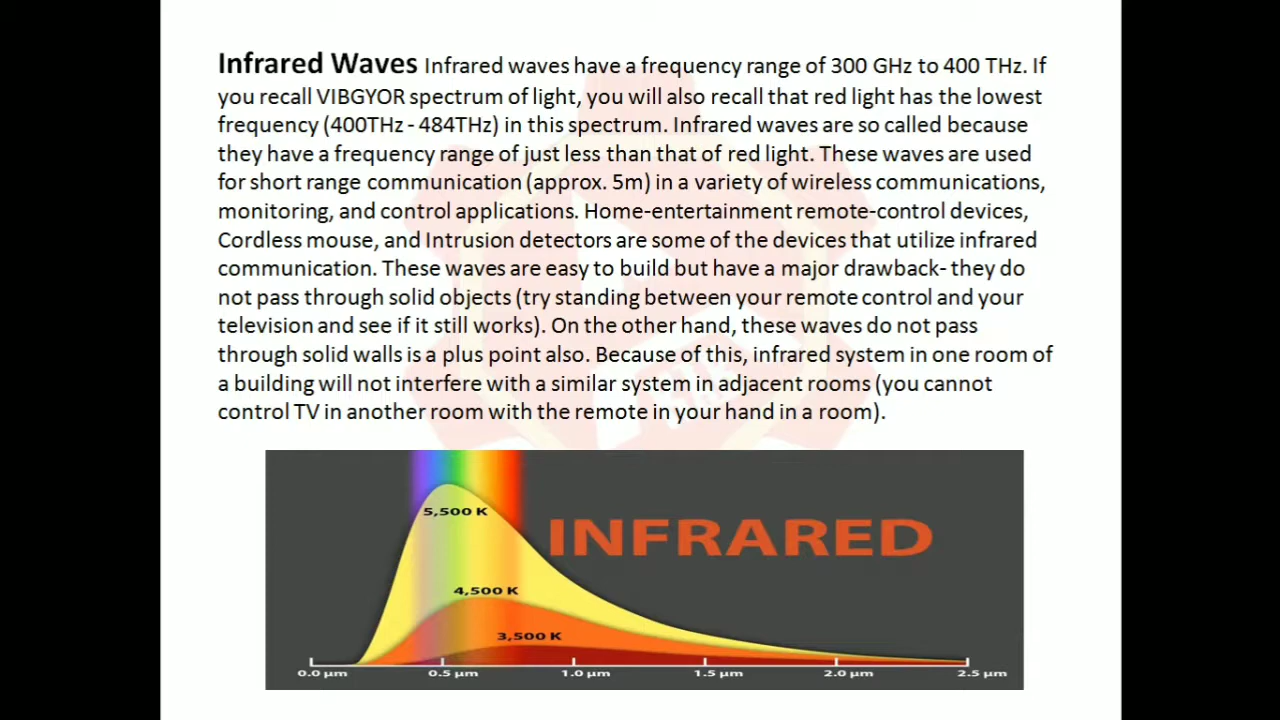 Infrared Waves Infrared waves have a frequency range of 300 GHz to 400 THz. If
you recall VIBGYOR spectrum of light, you will also recall that red light has the lowest
frequency (400THz - 484THz) in this spectrum. Infrared waves are so called because
they have a frequency range of just less than that of red light. These waves are used
for short range communication (approx. 5m) in a variety of wireless communications,
monitoring, and control applications. Home-entertainment remote-control devices,
Cordless mouse, and Intrusion detectors are some of the devices that utilize infrared
communication. These waves are easy to build but have a major drawback- they do
not pass through solid objects (try standing between your remote control and your
television and see if it still works). On the other hand, these waves do not pass
through solid walls is a plus point also. Because of this, infrared system in one room of
a building will not interfere with a similar system in adjacent rooms (you cannot
control TV in another room with the remote in your hand in a room).
5,500 K
INFRARED
4,500 K
3,500 K
0.0 µm 0.5 µm 1.0 µm 1.5 µm 2.0 µm 2.5 µm